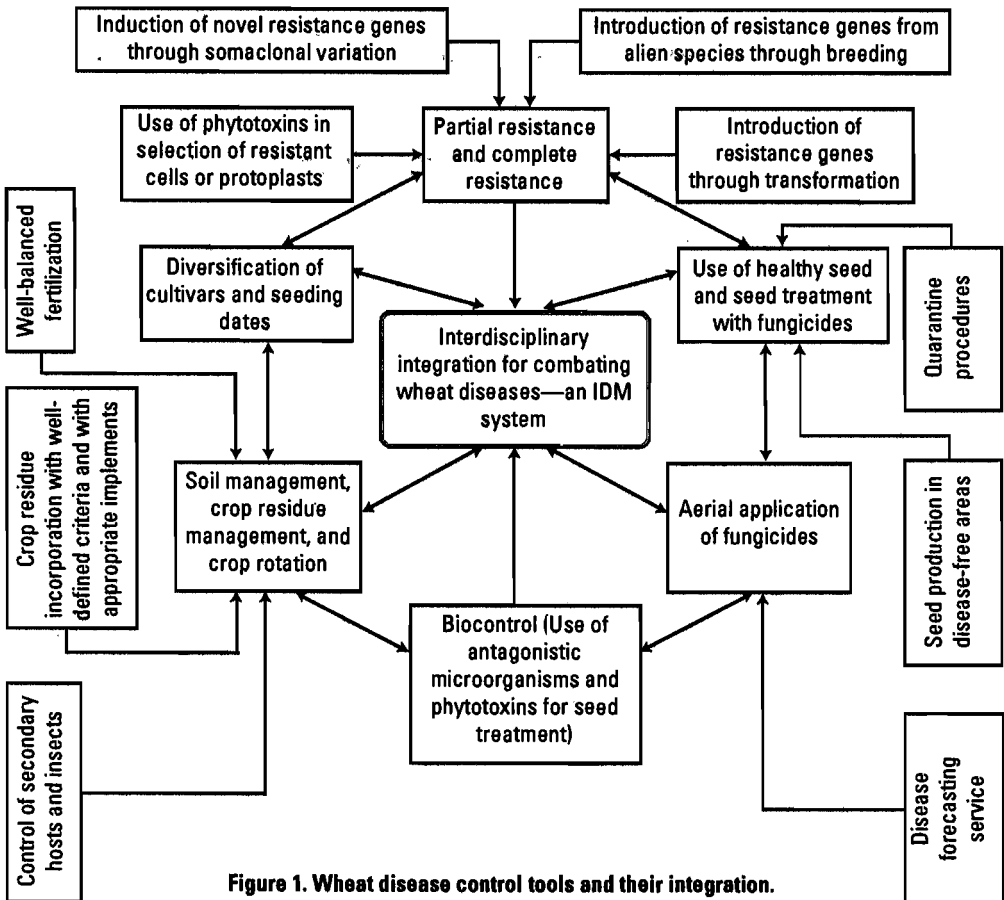 Induction of novel resistance genes
through somaclonal variation
Introduction of resistance genes from
alien species through breeding
Use of phytotoxins in
selection of resistant
cells or protoplasts
Partial resistance
and complete
resistance
Introduction of
resistance genes
through transformation
Well-balanced
fertilization
Diversification of
cultivars and seeding
dates
Use of healthy seed
and seed treatment
with fungicides
Quarantine
procedures
Interdisciplinary
integration for combating
wheat diseases—an IDM
system
Crop residue
incorporation with well-
defined criteria and with
appropriate implements
Soil management,
crop residue
management, and
crop rotation
Aerial application
of fungicides
Seed production in
disease-free areas
Biocontrol (Use of
antagonistic
microorganisms and
phytotoxins for seed
treatment)
Control of secondary
hosts and insects
Disease
forecasting
service
Figure 1. Wheat disease control tools and their integration.